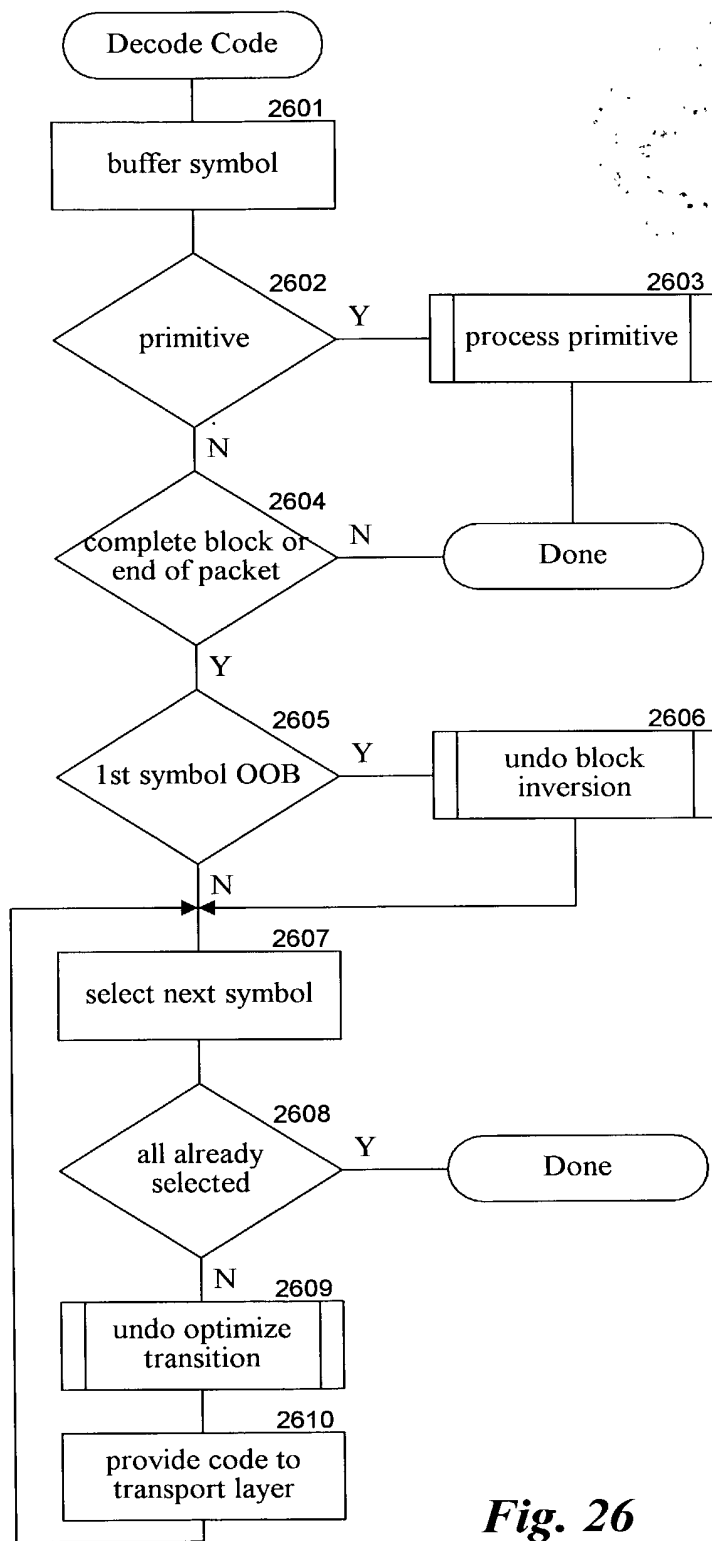 Decode Code
2601
buffer symbol
2602
primitive
Y
2603
process primitive
N
2604
complete block or
end of packet
N
Done
Y
2605
1st symbol OOB
Y
2606
undo block
inversion
N
2607
select next symbol
2608
all already
selected
Y
Done
N
2609
undo optimize
transition
2610
provide code to
transport layer
Fig. 26